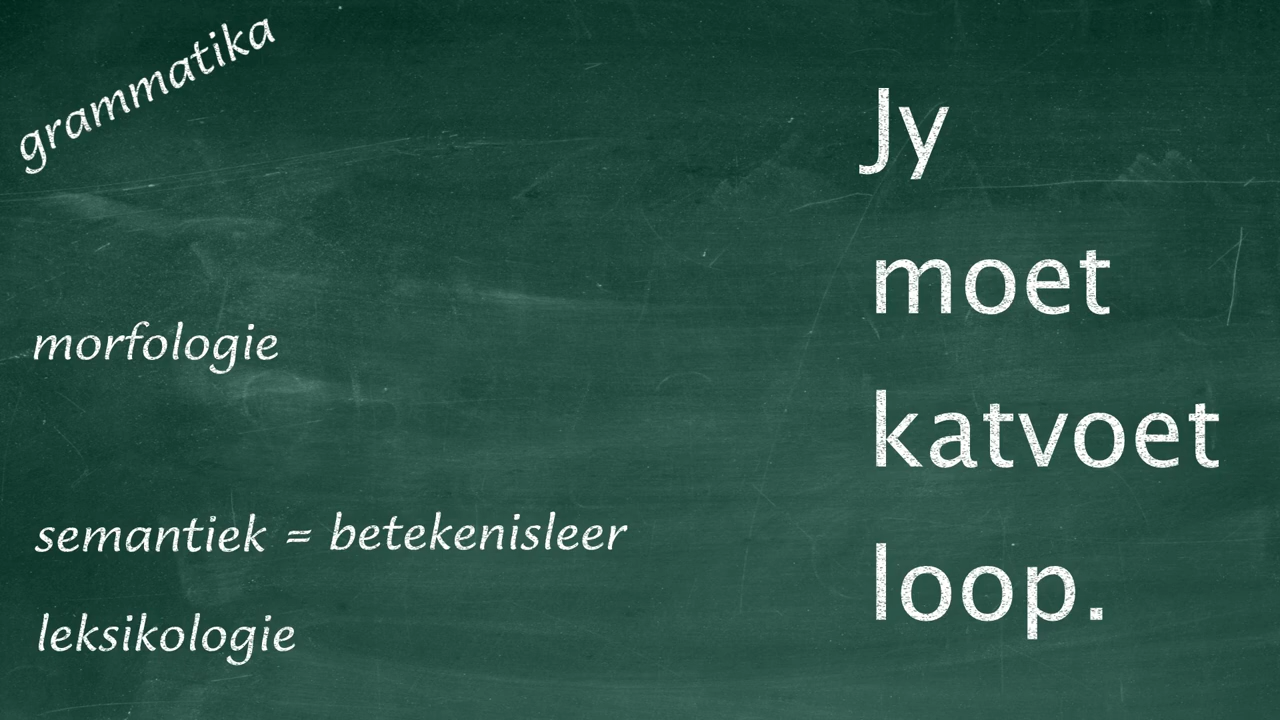 grammatika
morfologie
semantiek = betekenisleer
leksikologie
Jy
moet
katvoet
loop.